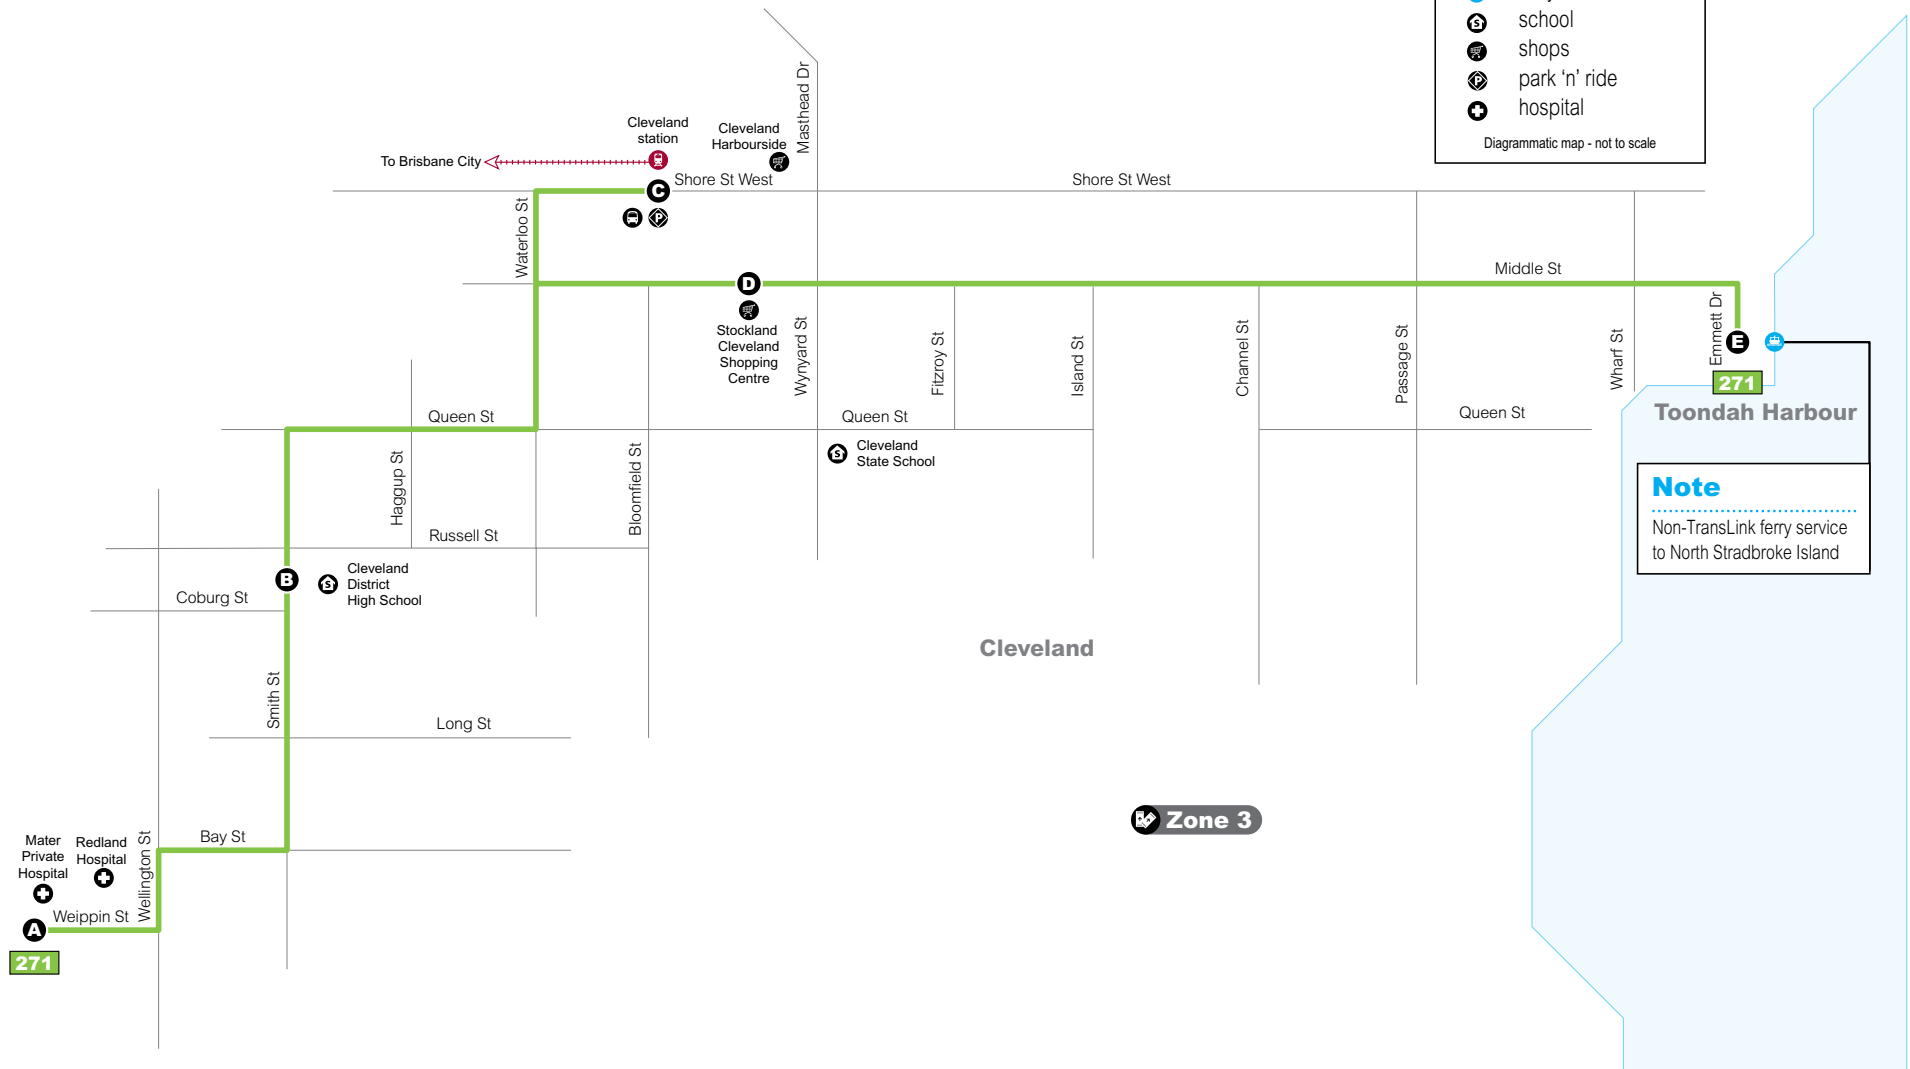 school
shops
park ‘n’ ride
hospital
Diagrammatic map - not to scale
Masthead Dr
Cleveland
station
Cleveland
Harbourside
To Brisbane City
C
Shore St West
Shore St West
Waterloo St
Middle St
D
Stockland
Cleveland
Shopping
Centre
Wynyard St
Fitzroy St
Island St
Channel St
Passage St
Wharf St
Emmett Dr
E
271
Toondah Harbour
Queen St
Queen St
Queen St
Cleveland
State School
Haggup St
Bloomfield St
Note
Non-TransLink ferry service
to North Stradbroke Island
Russell St
B
Cleveland
District
High School
Coburg St
Cleveland
Smith St
Long St
Zone 3
Bay St
Mater
Private
Hospital
Redland
Hospital
Wellington St
Weippin St
A
271